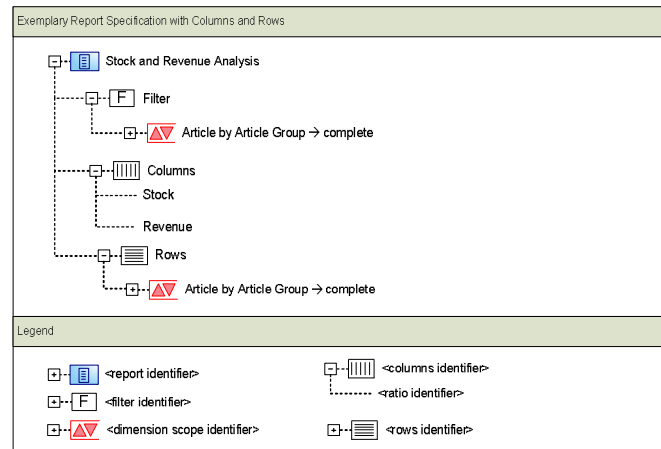 Exemplary Report Specification with Columns and Rows
Stock and Revenue Analysis
F Filter
Article by Article Group → complete
Columns
Stock
Revenue
Rows
Article by Article Group → complete
Legend
<report identifier>
F <filter identifier>
<dimension scope identifier>
<columns identifier>
<ratio identifier>
<rows identifier>